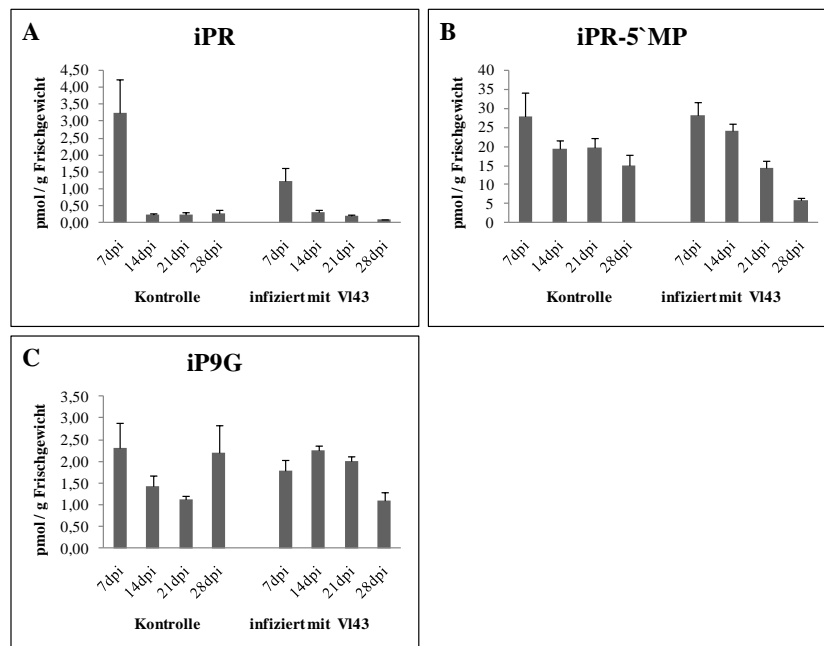 A
iPR
pmol / g Frischgewicht
4,50
4,00
3,50
3,00
2,50
2,00
1,50
1,00
0,50
0,00
7dpi 14dpi 21dpi 28dpi 7dpi 14dpi 21dpi 28dpi
Kontrolle infiziert mit Vl43
B
iPR-5`MP
pmol / g Frischgewicht
40
35
30
25
20
15
10
5
0
7dpi 14dpi 21dpi 28dpi 7dpi 14dpi 21dpi 28dpi
Kontrolle infiziert mit Vl43
C
iP9G
pmol / g Frischgewicht
3,50
3,00
2,50
2,00
1,50
1,00
0,50
0,00
7dpi 14dpi 21dpi 28dpi 7dpi 14dpi 21dpi 28dpi
Kontrolle infiziert mit Vl43